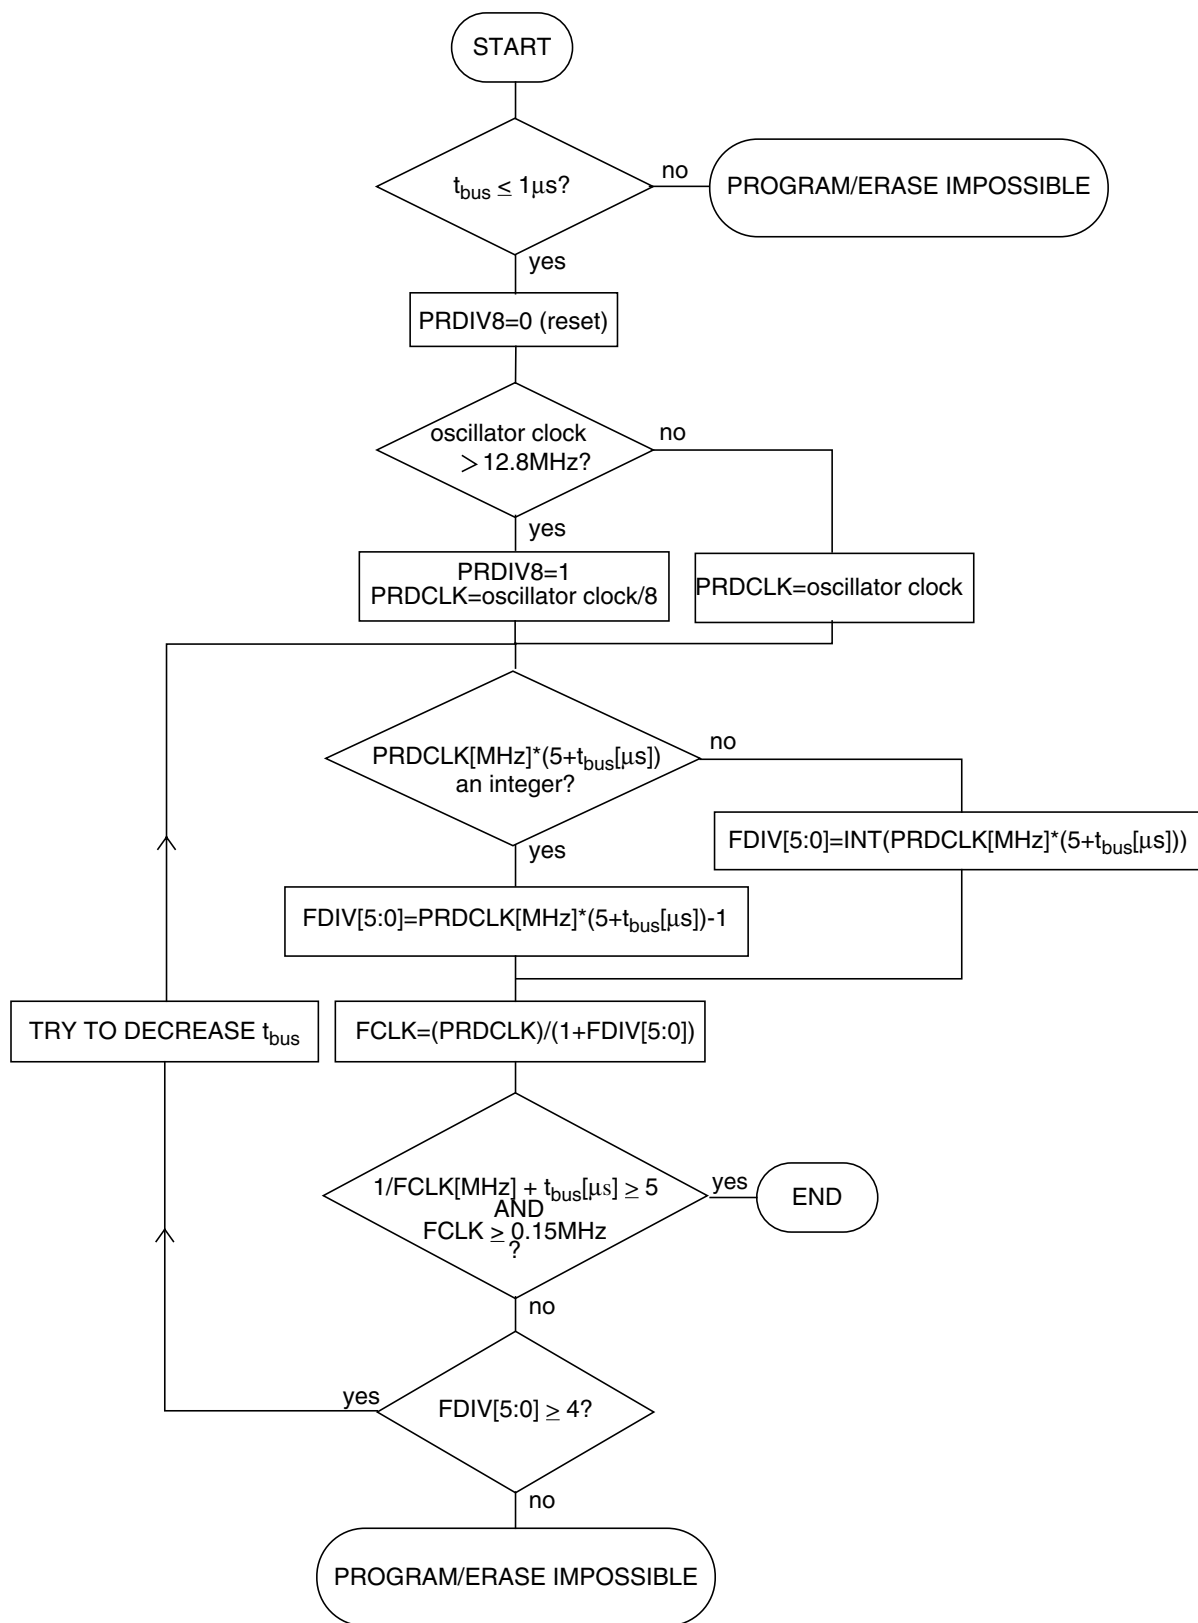 START
t_bus ≤ 1μs?
no
PROGRAM/ERASE IMPOSSIBLE
yes
PRDIV8=0 (reset)
oscillator clock
> 12.8MHz?
no
yes
PRDIV8=1
PRDCLK=oscillator clock/8
PRDCLK=oscillator clock
PRDCLK[MHz]*(5+t_bus[μs])
an integer?
no
yes
FDIV[5:0]=INT(PRDCLK[MHz]*(5+t_bus[μs]))
FDIV[5:0]=PRDCLK[MHz]*(5+t_bus[μs])-1
TRY TO DECREASE t_bus
FCLK=(PRDCLK)/(1+FDIV[5:0])
1/FCLK[MHz] + t_bus[μs] ≥ 5
AND
FCLK ≥ 0.15MHz
?
yes
END
no
yes
FDIV[5:0] ≥ 4?
no
PROGRAM/ERASE IMPOSSIBLE